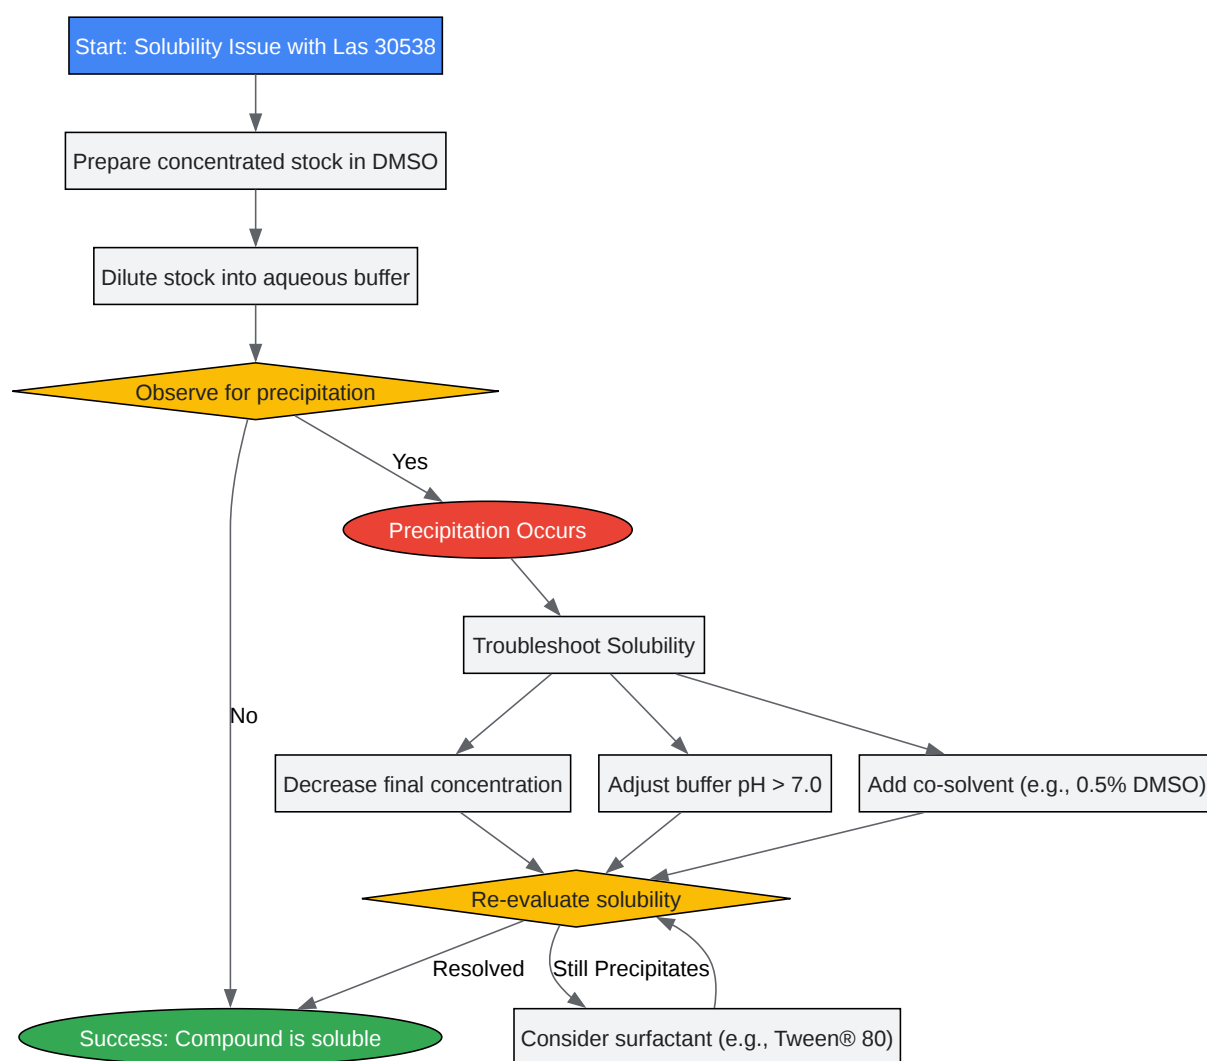 Start: Solubility Issue with Las 30538
Prepare concentrated stock in DMSO
Dilute stock into aqueous buffer
Observe for precipitation
Yes
Precipitation Occurs
Troubleshoot Solubility
No
Decrease final concentration
Adjust buffer pH > 7.0
Add co-solvent (e.g., 0.5% DMSO)
Re-evaluate solubility
Resolved
Still Precipitates
Success: Compound is soluble
Consider surfactant (e.g., Tween® 80)